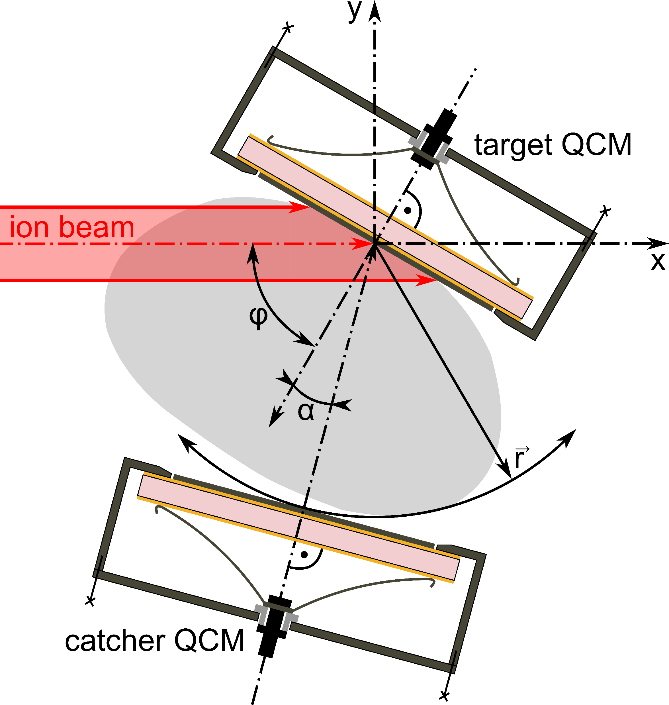 y
target QCM
ion beam
x
φ
α
r⃗
catcher QCM